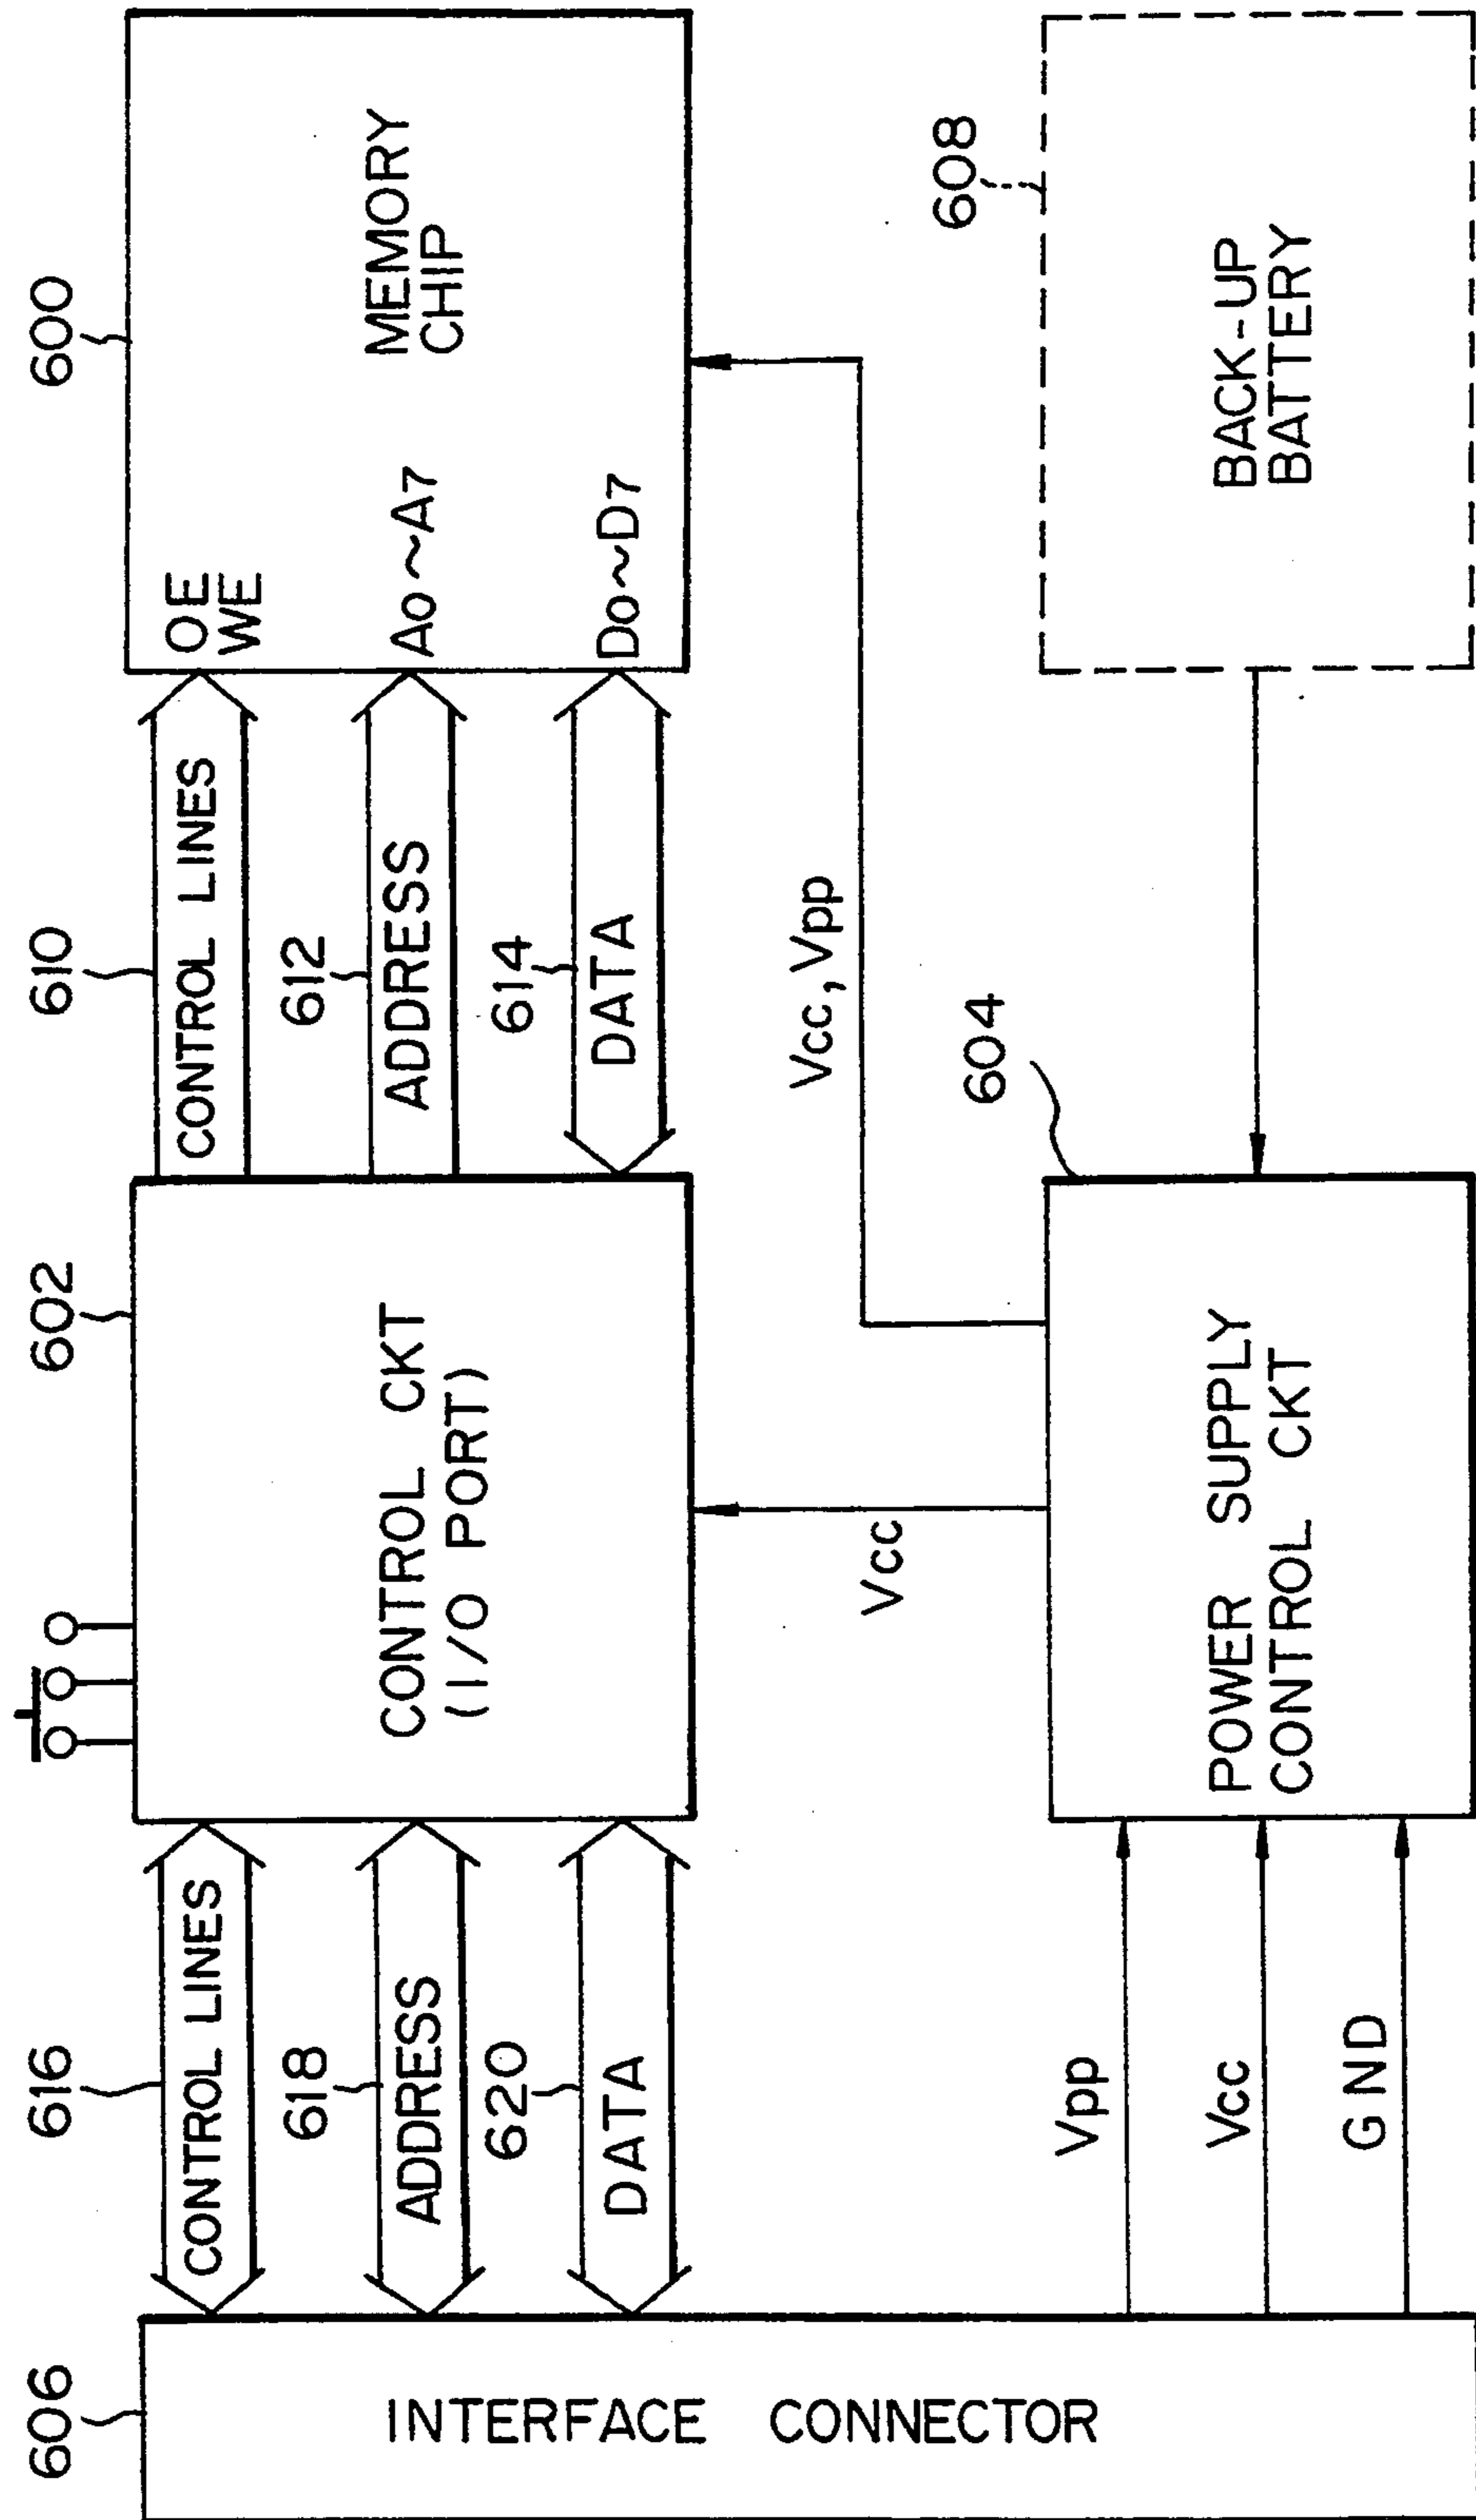 606
INTERFACE CONNECTOR
616
CONTROL LINES
618
ADDRESS
620
DATA
Vpp
Vcc
GND
602
CONTROL CKT
(I/O PORT)
Vcc
604
POWER SUPPLY
CONTROL CKT
610
CONTROL LINES
612
ADDRESS
614
DATA
Vcc, Vpp
600
OE
WE
A0~A7
D0~D7
MEMORY
CHIP
608
BACK-UP
BATTERY